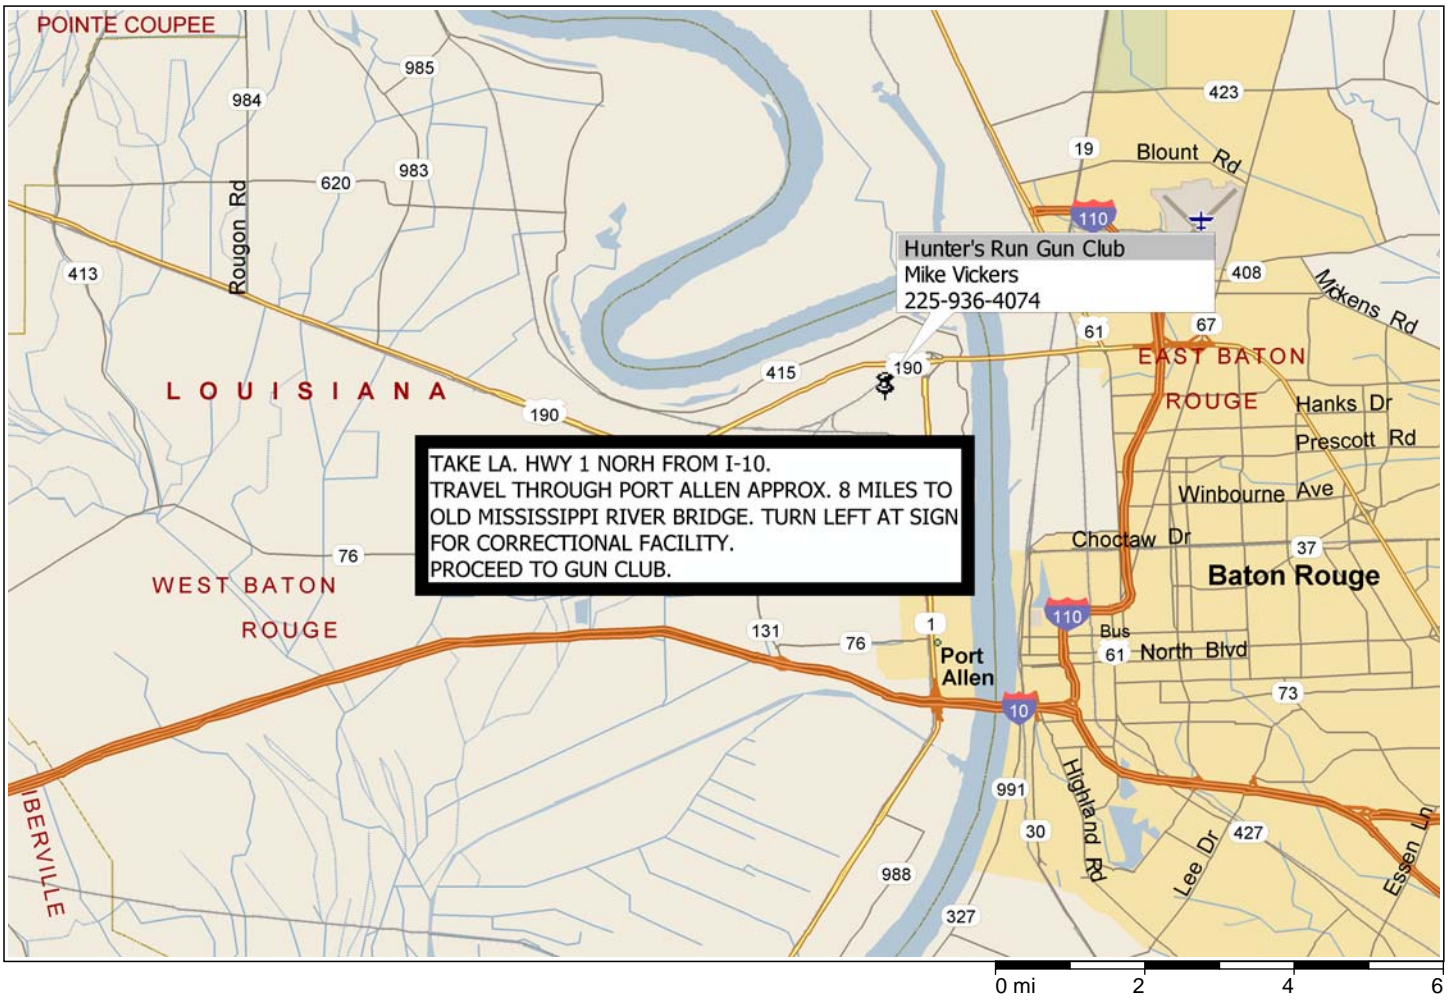 POINTE COUPEE
985
984
423
19
Blount Rd
983
620
Rougon Rd
110
Hunter's Run Gun Club
Mike Vickers
225-936-4074
413
408
Mckens Rd
61
67
EAST BATON
ROUGE
415
190
LOUISIANA
190
Hanks Dr
Prescott Rd
TAKE LA. HWY 1 NORH FROM I-10.
TRAVEL THROUGH PORT ALLEN APPROX. 8 MILES TO
OLD MISSISSIPPI RIVER BRIDGE. TURN LEFT AT SIGN
FOR CORRECTIONAL FACILITY.
PROCEED TO GUN CLUB.
Winbourne Ave
Choctaw Dr
37
76
Baton Rouge
WEST BATON
ROUGE
110
131
76
1
Port
Allen
Bus
61
North Blvd
73
10
IBERVILLE
991
Highland Rd
30
427
Lee Dr
Essen Ln
988
327
0 mi
2
4
6